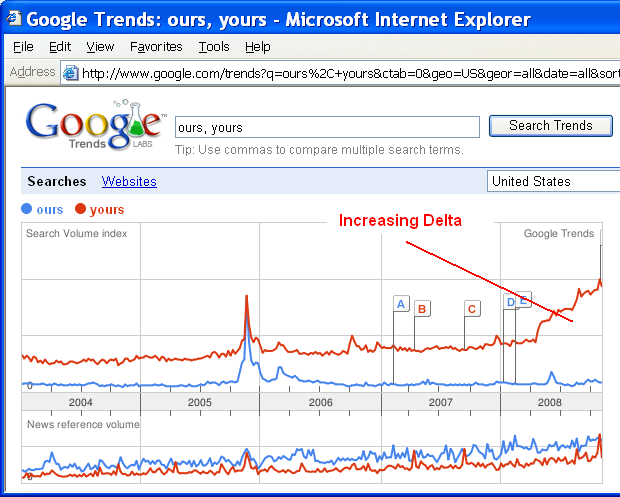 Google Trends: ours, yours - Microsoft Internet Explorer
File Edit View Favorites Tools Help
Address http://www.google.com/trends?q=ours%2C+yours&ctab=0&geo=US&geor=all&date=all&sort
Google™
Trends LABS
ours, yours
Search Trends
Tip: Use commas to compare multiple search terms.
Searches Websites
United States
ours yours
Increasing Delta
Search Volume index
Google Trends
A B C D E
0
2004 2005 2006 2007 2008
News reference volume
0